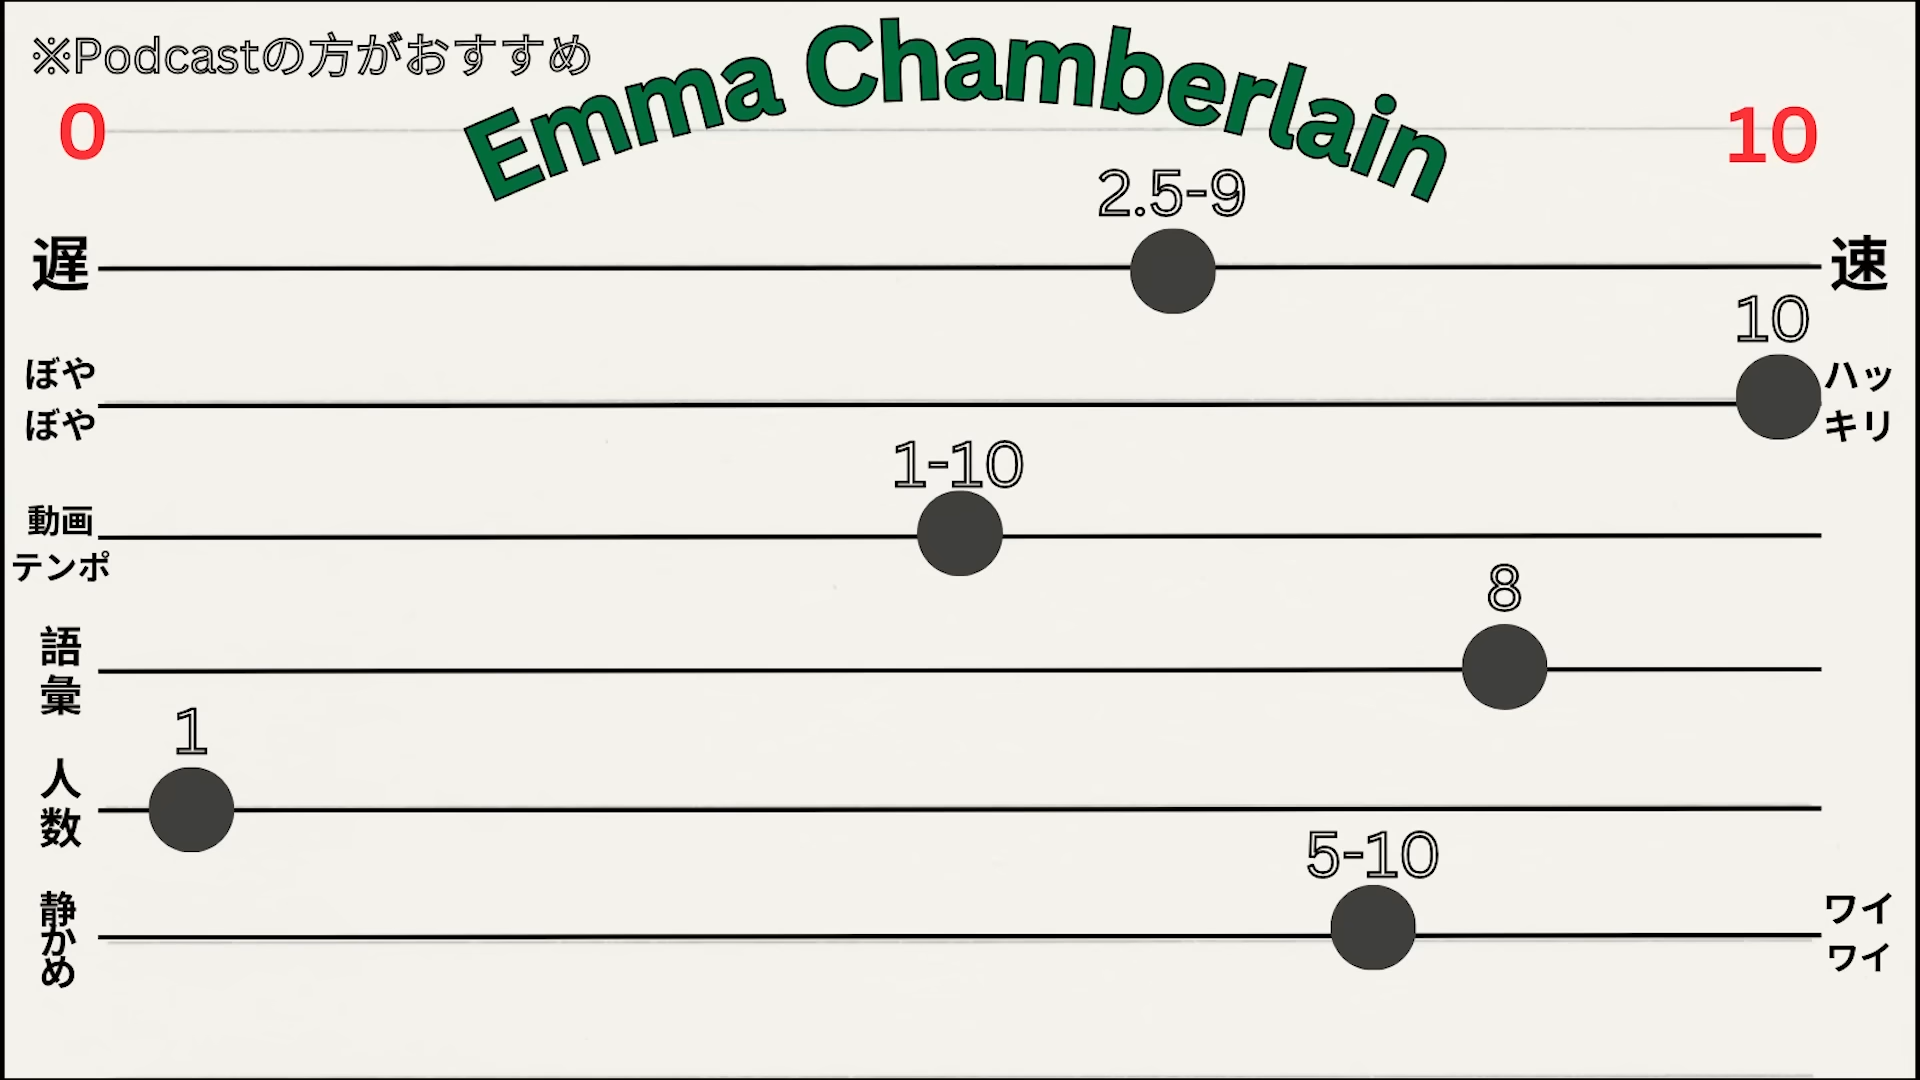 ※Podcastの方がおすすめ
Emma Chamberlain
0
10
2.5-9
遅
速
10
ぼや
ぼや
ハッ
キリ
1-10
動画
テンポ
8
語
彙
1
人
数
5-10
静
か
め
ワイ
ワイ